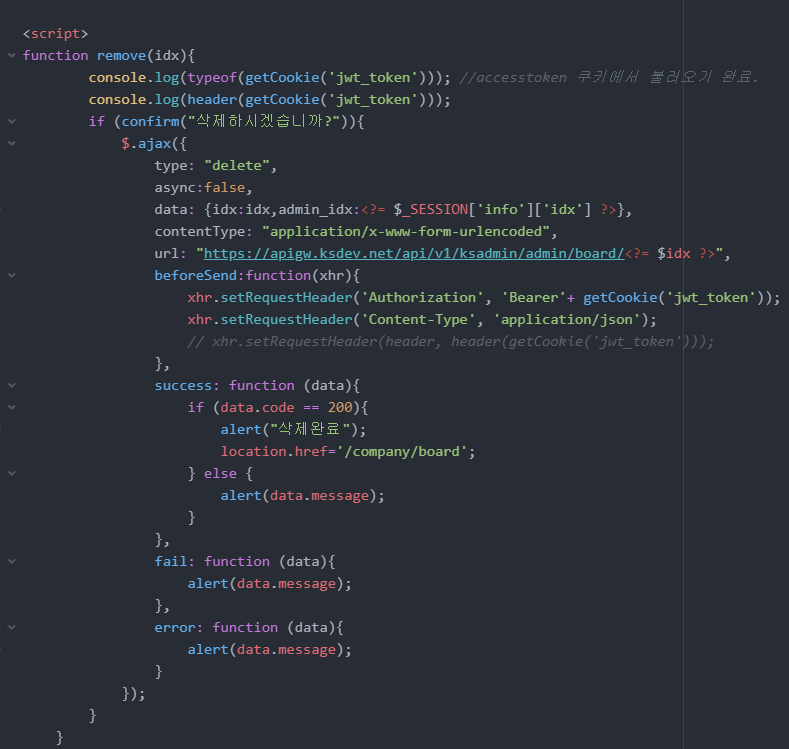 <script>
function remove(idx){
console.log(typeof(getCookie('jwt_token'))); //accesstoken 쿠키에서 불러오기 완료.
console.log(header(getCookie('jwt_token')));
if (confirm("삭제하시겠습니까?")){
$.ajax({
type: "delete",
async:false,
data: {idx:idx,admin_idx:<?= $_SESSION['info']['idx'] ?>},
contentType: "application/x-www-form-urlencoded",
url: "https://apigw.ksdev.net/api/v1/ksadmin/admin/board/<?= $idx ?>",
beforeSend:function(xhr){
xhr.setRequestHeader('Authorization', 'Bearer'+ getCookie('jwt_token'));
xhr.setRequestHeader('Content-Type', 'application/json');
// xhr.setRequestHeader(header, header(getCookie('jwt_token')));
},
success: function (data){
if (data.code == 200){
alert("삭제완료");
location.href='/company/board';
} else {
alert(data.message);
}
},
fail: function (data){
alert(data.message);
},
error: function (data){
alert(data.message);
}
});
}
}